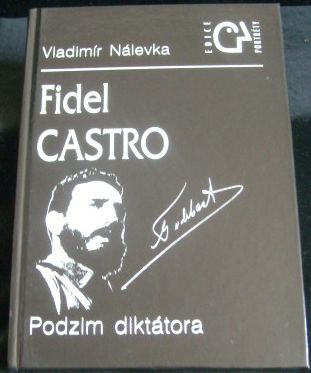 Vladimír Nálevka
EDICE
PORTRÉTY
Fidel
CASTRO
Podzim diktátora